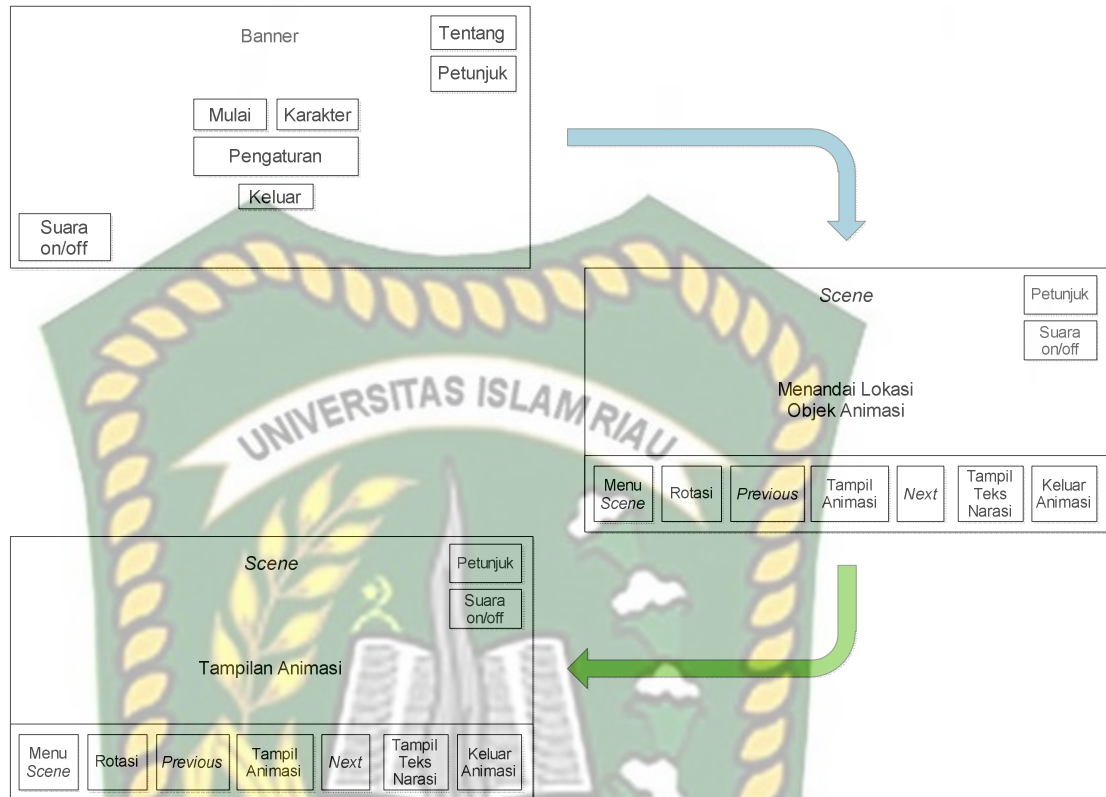 Banner
Tentang
Petunjuk
Mulai
Karakter
Pengaturan
Keluar
Suara
on/off
Scene
Petunjuk
Suara
on/off
Menandai Lokasi
Objek Animasi
Menu
Scene
Rotasi
Previous
Tampil
Animasi
Next
Tampil
Teks
Narasi
Keluar
Animasi
Scene
Petunjuk
Suara
on/off
Tampilan Animasi
Menu
Scene
Rotasi
Previous
Tampil
Animasi
Next
Tampil
Teks
Narasi
Keluar
Animasi
UNIVERSITAS ISLAM RIAU